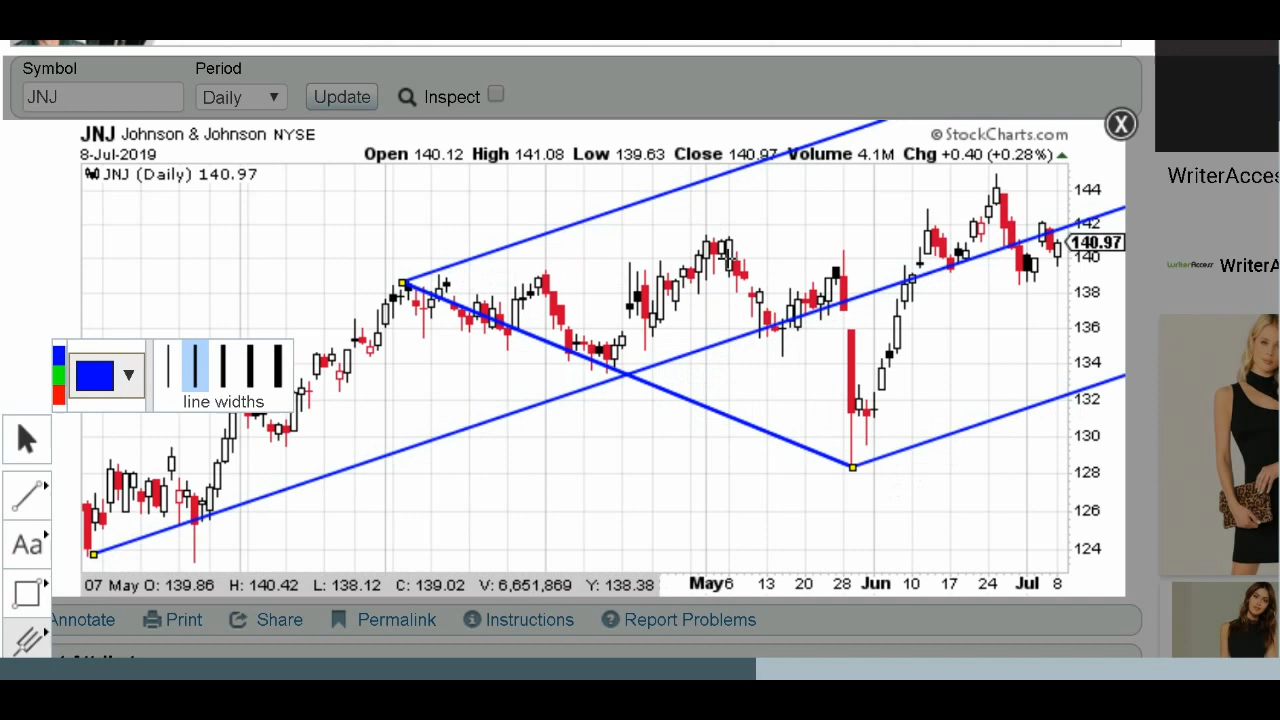 Symbol Period
JNJ Daily Update Inspect
JNJ Johnson & Johnson NYSE © StockCharts.com X
8-Jul-2019 Open 140.12 High 141.08 Low 139.63 Close 140.97 Volume 4.1M Chg +0.40 (+0.28%)
JNJ (Daily) 140.97
WriterAcces
144
142
140.97
140
WriterAccess WriterA
138
136
134
132
line widths
130
128
126
Aa
124
07 May O: 139.86 H: 140.42 L: 138.12 C: 139.02 V: 6,651,869 Y: 138.38 May 6 13 20 28 Jun 10 17 24 Jul 8
Annotate Print Share Permalink Instructions Report Problems